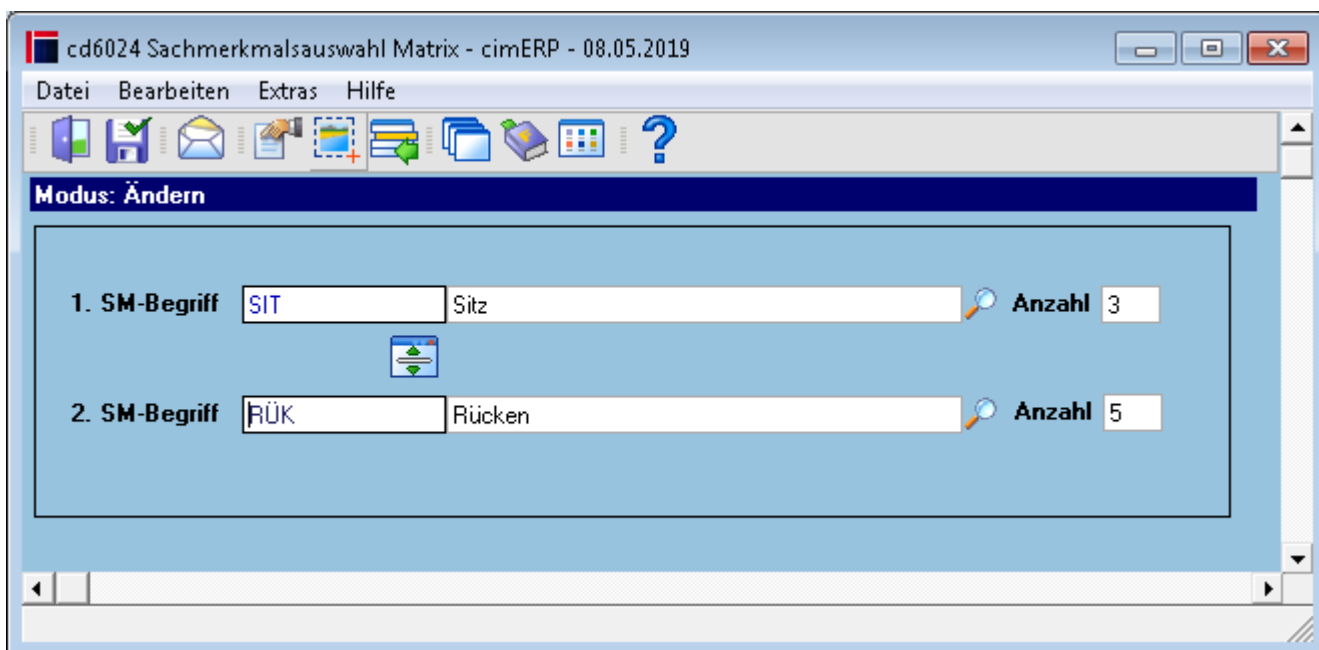 cd6024 Sachmerkmalsauswahl Matrix - cimERP - 08.05.2019
Datei Bearbeiten Extras Hilfe
Modus: Ändern
1. SM-Begriff SIT Sitz Anzahl 3
2. SM-Begriff RÜK Rücken Anzahl 5